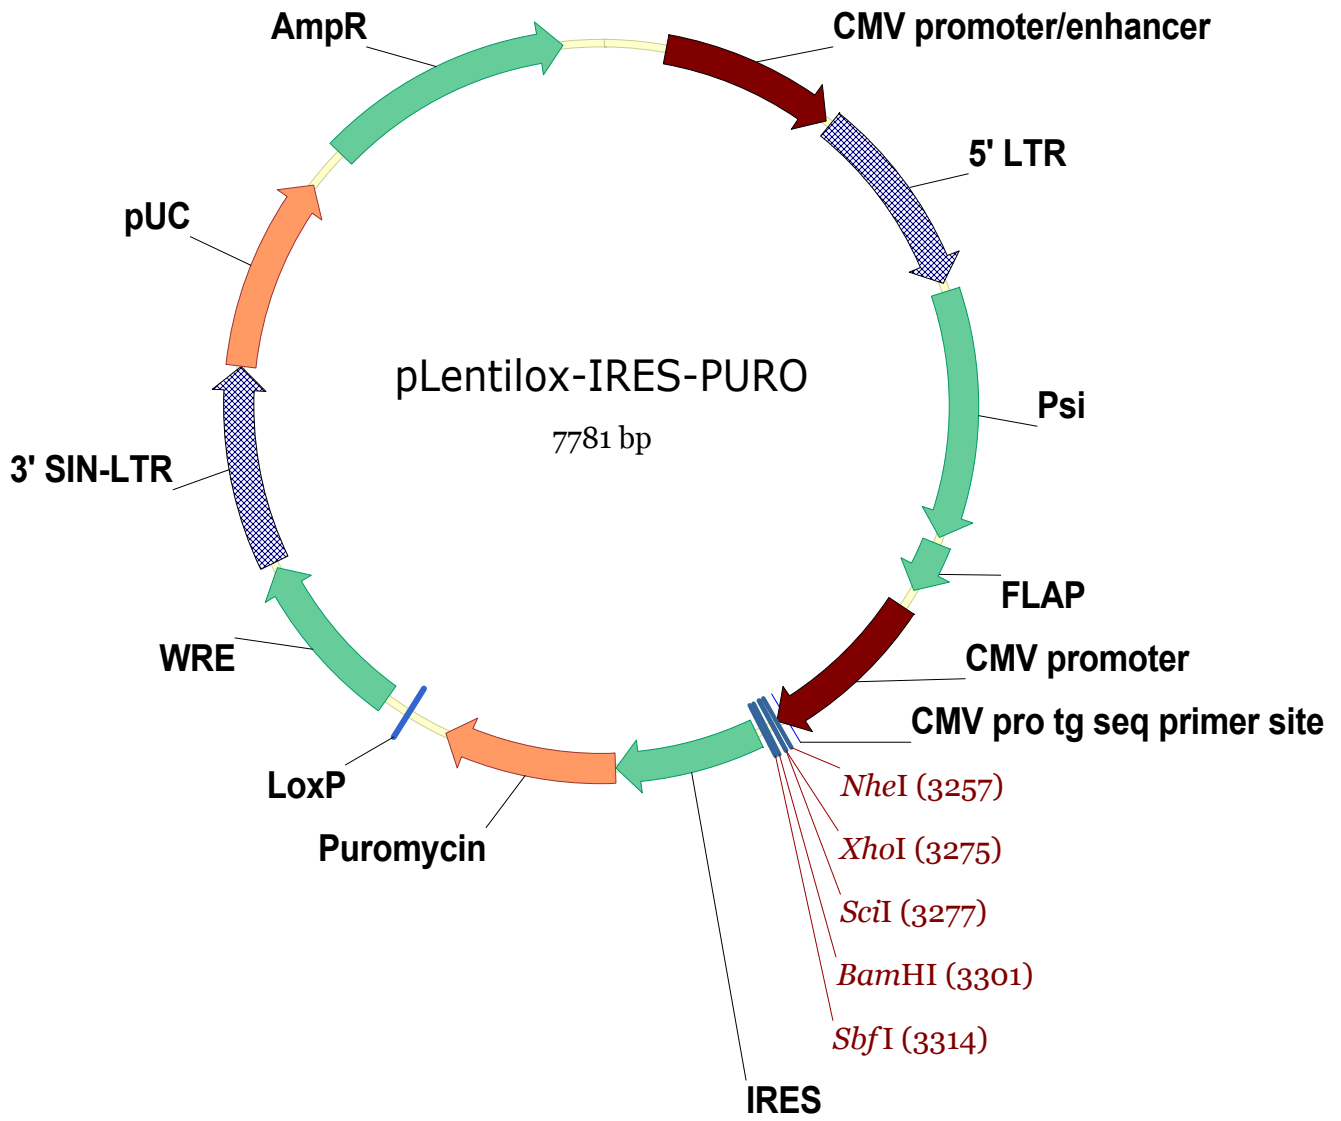 AmpR
CMV promoter/enhancer
5' LTR
pUC
pLentilox-IRES-PURO
7781 bp
Psi
3' SIN-LTR
FLAP
WRE
CMV promoter
CMV pro tg seq primer site
LoxP
NheI (3257)
Puromycin
XhoI (3275)
SciI (3277)
BamHI (3301)
SbfI (3314)
IRES